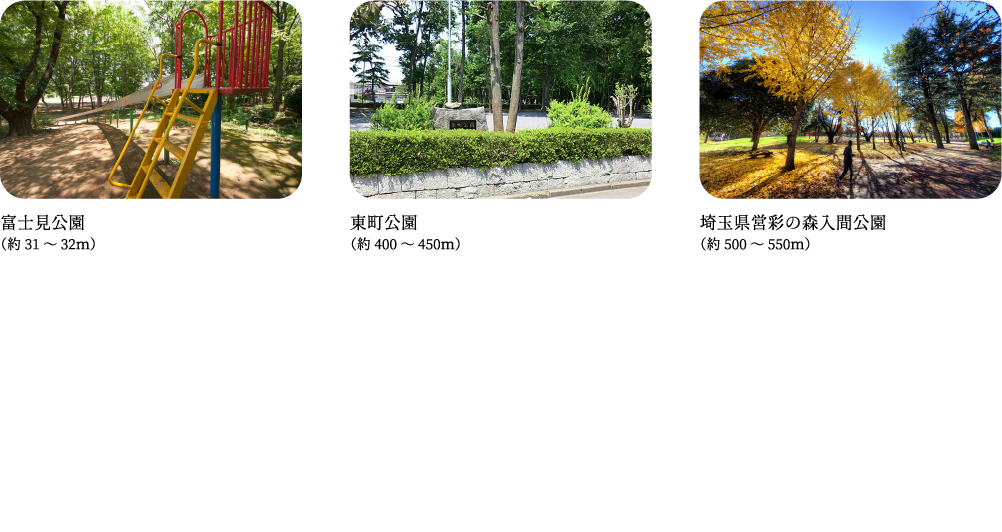 富士見公園
（約 31 〜 32m）
東町公園
（約 400 〜 450m）
埼玉県営彩の森入間公園
（約 500 〜 550m）